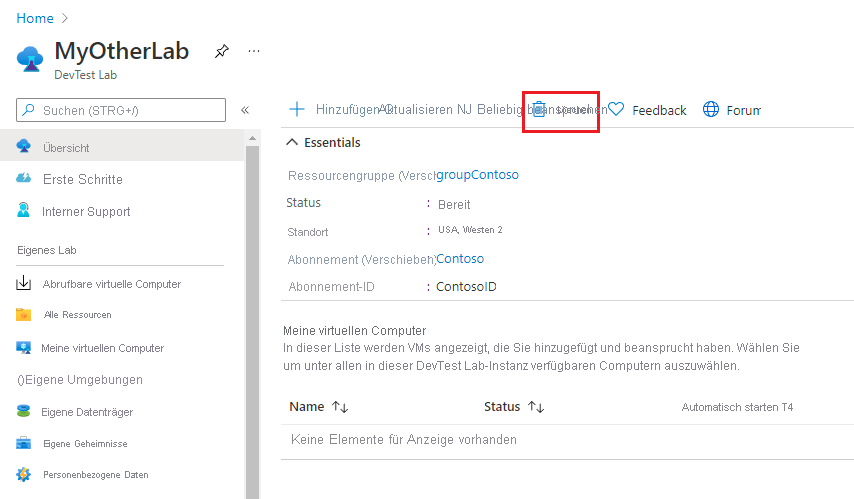 Home
MyOtherLab
DevTest Lab
Suchen (STRG+/)
Hinzufügen Aktualisieren NJ Beliebig beanspruchen
Feedback
Forum
Übersicht
Erste Schritte
Interner Support
Eigenes Lab
Abrufbare virtuelle Computer
Alle Ressourcen
Meine virtuellen Computer
()Eigene Umgebungen
Eigene Datenträger
Eigene Geheimnisse
Personenbezogene Daten
Essentials
Ressourcengruppe (Versch groupContoso
Status : Bereit
Standort : USA, Westen 2
Abonnement (Verschieben) Contoso
Abonnement-ID : ContosoID
Meine virtuellen Computer
In dieser Liste werden VMs angezeigt, die Sie hinzugefügt und beansprucht haben. Wählen Sie
um unter allen in dieser DevTest Lab-Instanz verfügbaren Computern auszuwählen.
Name Status Automatisch starten T4
Keine Elemente für Anzeige vorhanden